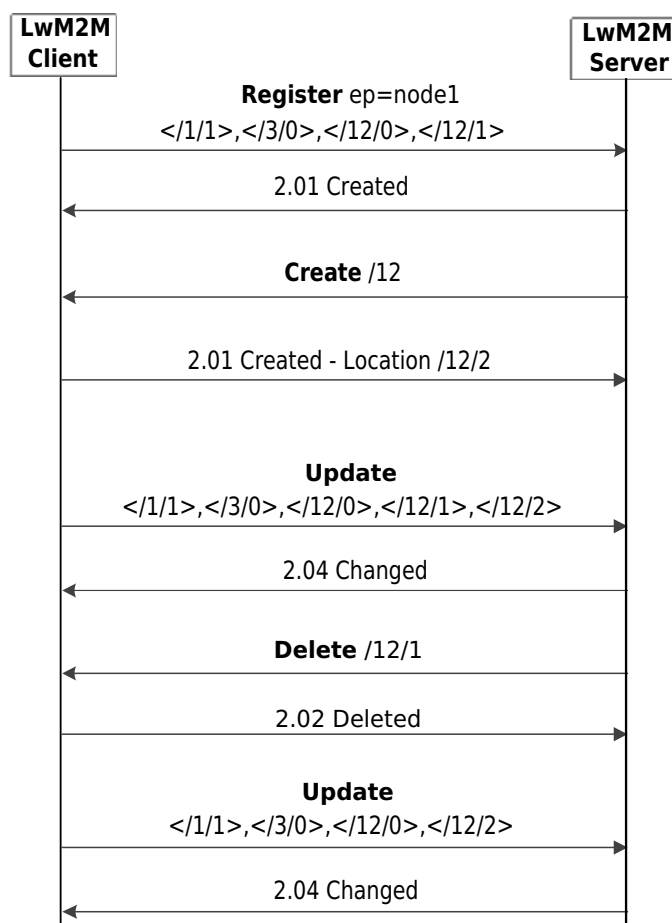 LwM2M
Client
LwM2M
Server
Register ep=node1
</1/1>,</3/0>,</12/0>,</12/1>
2.01 Created
Create /12
2.01 Created - Location /12/2
Update
</1/1>,</3/0>,</12/0>,</12/1>,</12/2>
2.04 Changed
Delete /12/1
2.02 Deleted
Update
</1/1>,</3/0>,</12/0>,</12/2>
2.04 Changed